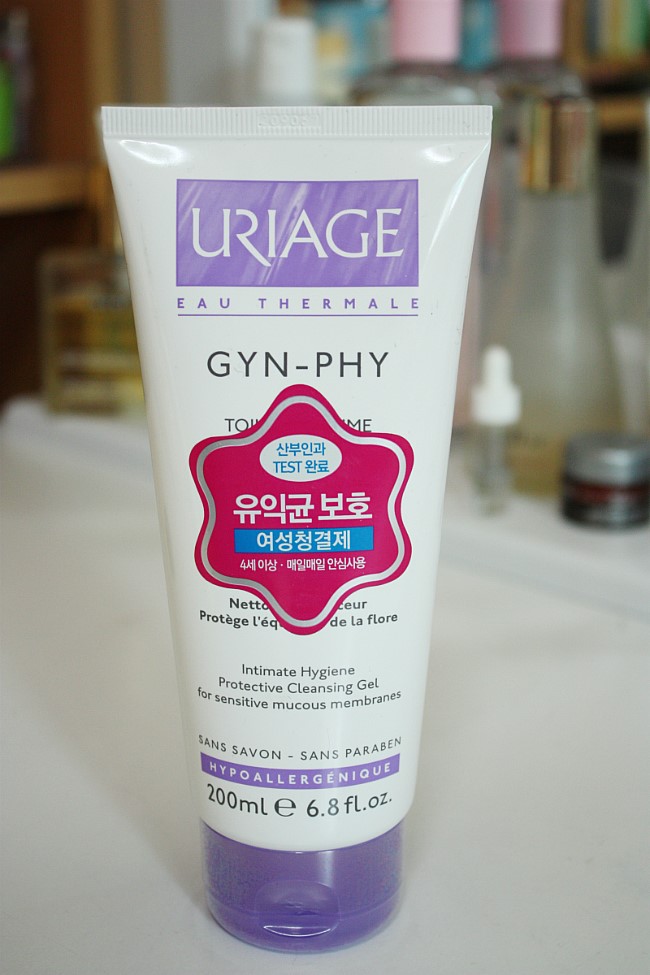 URIAGE
EAU THERMALE
GYN-PHY
산부인과
TEST 완료
유익균 보호
여성청결제
4세 이상 · 매일매일 안심사용
Protège de la flore
Intimate Hygiene
Protective Cleansing Gel
for sensitive mucous membranes
SANS SAVON - SANS PARABEN
HYPOALLERGÉNIQUE
200ml e 6.8 fl.oz.